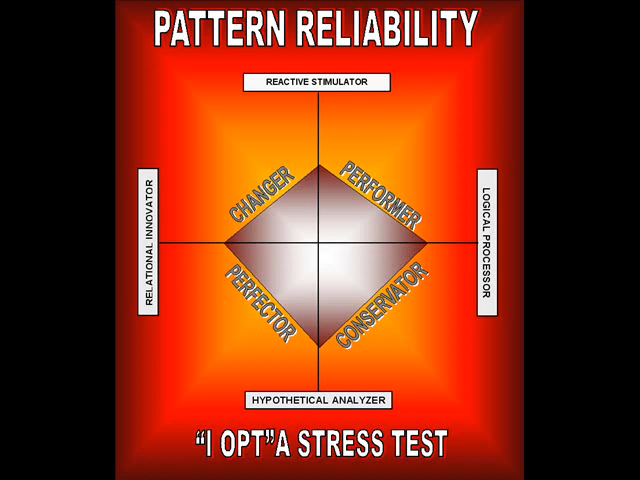 PATTERN RELIABILITY
REACTIVE STIMULATOR
CHANGER
PERFORMER
RELATIONAL INNOVATOR
LOGICAL PROCESSOR
PERFECTOR
CONSERVATOR
HYPOTHETICAL ANALYZER
“I OPT”A STRESS TEST